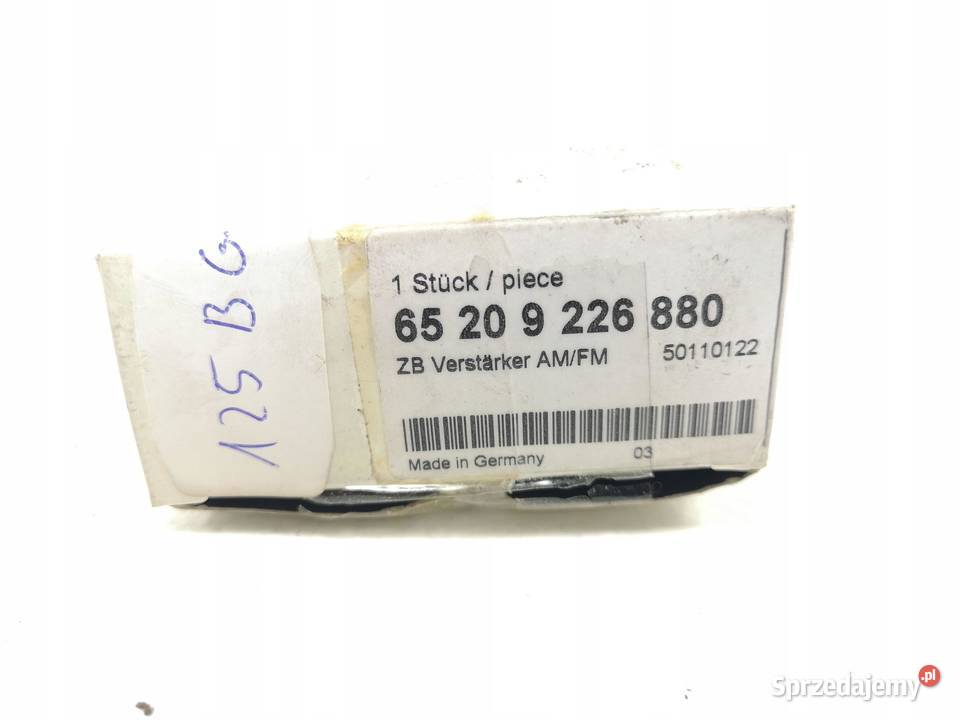 125 BG
1 Stück / piece
65 20 9 226 880
ZB Verstärker AM/FM 50110122
Made in Germany 03
Sprzedajemy.pl